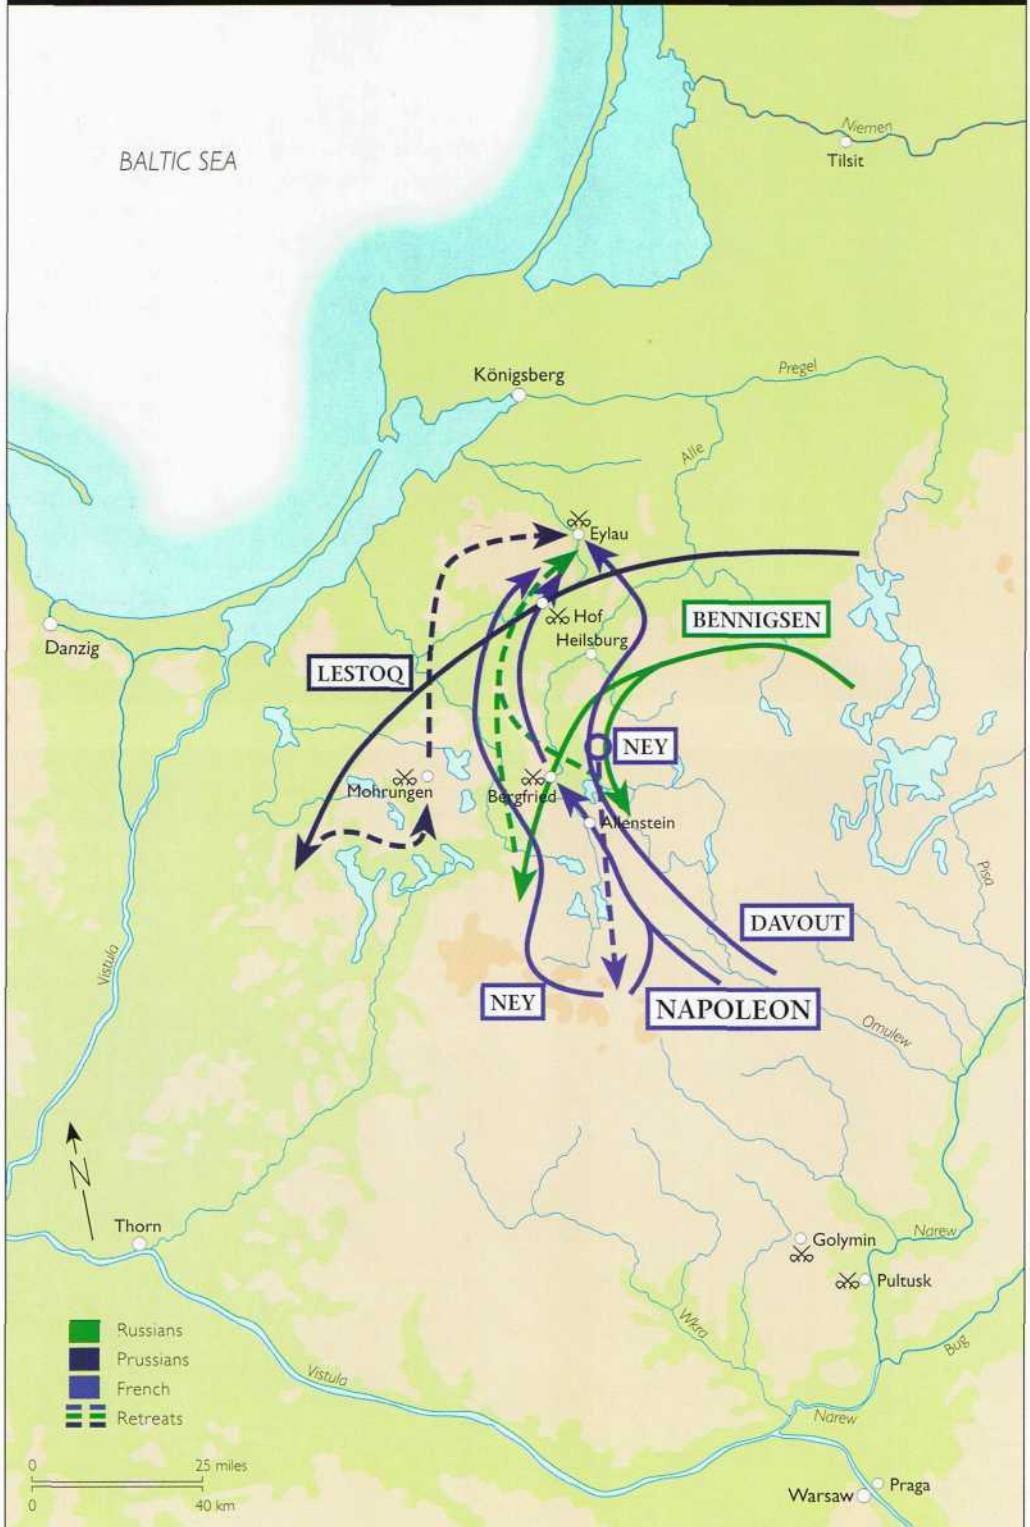 BALTIC SEA
Niemen
Tilsit
Königsberg
Pregel
Alle
Eylau
BENNIGSEN
Hof
Heilsburg
Danzig
LESTOQ
NEY
Mohrungen
Bergfried
Allenstein
Pisa
DAVOUT
Vistula
NEY
NAPOLEON
Omulew
N
Thorn
Golymin
Narew
Pultusk
Russians
Prussians
French
Retreats
Wkra
Bug
Vistula
Narew
0 25 miles
0 40 km
Praga
Warsaw